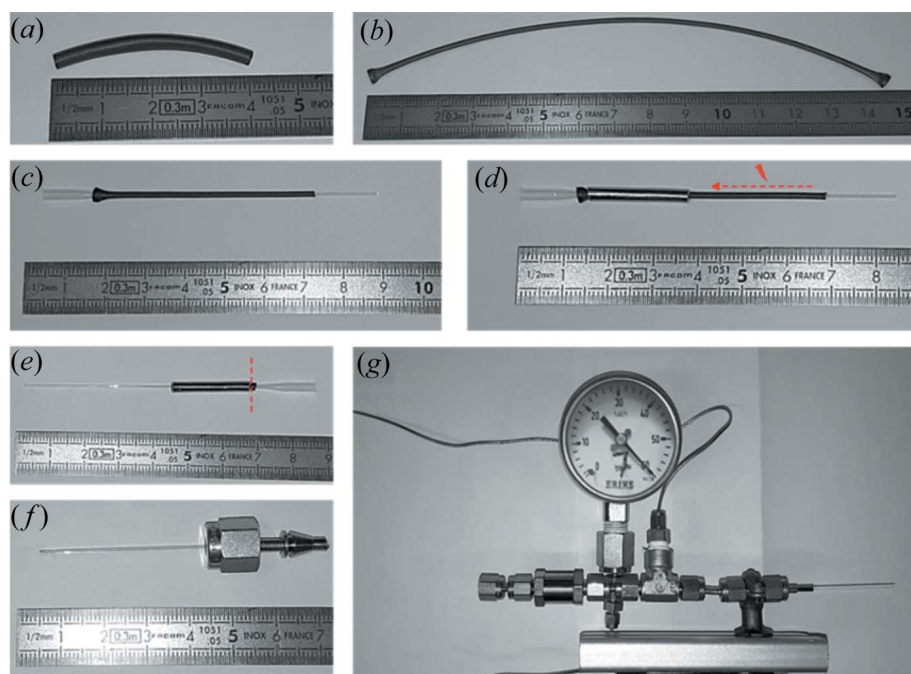 (a)
1/2mm 1 2 0.3m 3 FACOM 4 1051 .05 5 INOX
(b)
1/2mm 1 2 0.3m 3 FACOM 4 1051 .05 5 INOX 6 FRANCE 7 8 9 10 11 12 13 14 15
(c)
1/2mm 1 2 0.3m 3 FACOM 4 1051 .05 5 INOX 6 FRANCE 7 8 9 10
(d)
1/2mm 1 2 0.3m 3 FACOM 4 1051 .05 5 INOX 6 FRANCE 7 8
(e)
1/2mm 1 2 0.3m 3 FACOM 4 1051 .05 5 INOX 6 FRANCE 7 8 9
(f)
1/2mm 1 2 0.3m 3 FACOM 4 1051 .05 5 INOX 6 FRANCE 7
(g)
0 10 20 30 40 50
ERIKS